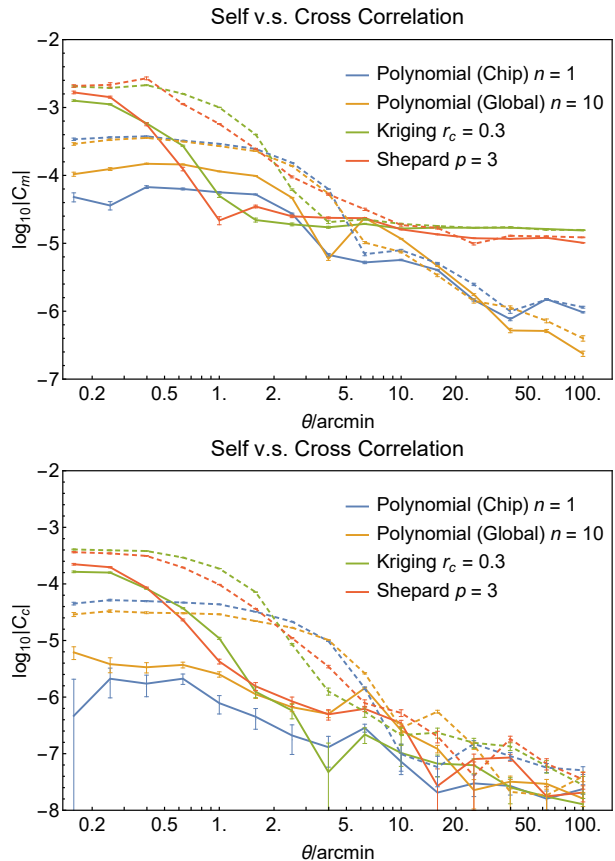 Self v.s. Cross Correlation
-2
-3
-4
-5
-6
-7
log₁₀|Cₘ|
Polynomial (Chip) n = 1
Polynomial (Global) n = 10
Kriging r_c = 0.3
Shepard p = 3
0.2 0.5 1. 2. 5. 10. 20. 50. 100.
θ/arcmin
Self v.s. Cross Correlation
-2
-3
-4
-5
-6
-7
-8
log₁₀|C_d|
Polynomial (Chip) n = 1
Polynomial (Global) n = 10
Kriging r_c = 0.3
Shepard p = 3
0.2 0.5 1. 2. 5. 10. 20. 50. 100.
θ/arcmin